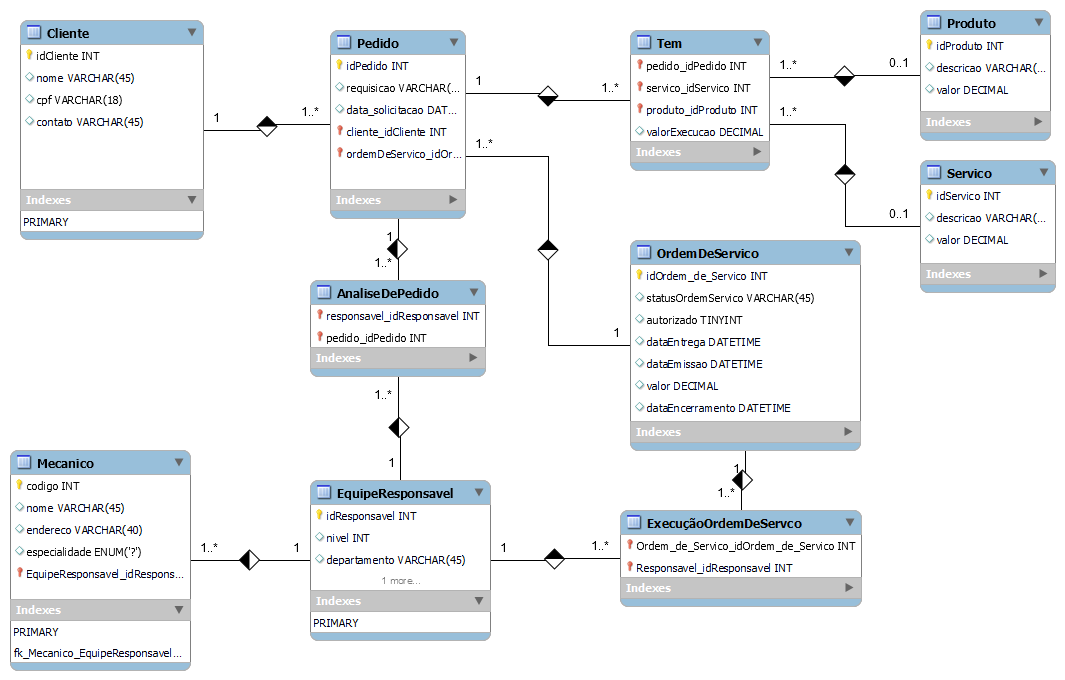 Cliente
idCliente INT
nome VARCHAR(45)
cpf VARCHAR(18)
contato VARCHAR(45)
Indexes
PRIMARY
1
1..*
Pedido
idPedido INT
requisicao VARCHAR(...
data_solicitacao DAT...
cliente_idCliente INT
ordemDeServico_idOr...
Indexes
1
1..*
1..*
1
Tem
pedido_idPedido INT
servico_idServico INT
produto_idProduto INT
valorExecucao DECIMAL
Indexes
1..*
0..1
1..*
0..1
Produto
idProduto INT
descricao VARCHAR(...
valor DECIMAL
Indexes
Servico
idServico INT
descricao VARCHAR(...
valor DECIMAL
Indexes
1
1..*
AnaliseDePedido
responsavel_idResponsavel INT
pedido_idPedido INT
Indexes
1..*
1
OrdemDeServico
idOrdem_de_Servico INT
statusOrdemServico VARCHAR(45)
autorizado TINYINT
dataEntrega DATETIME
dataEmissao DATETIME
valor DECIMAL
dataEncerramento DATETIME
Indexes
1
1..*
Mecanico
codigo INT
nome VARCHAR(45)
endereco VARCHAR(40)
especialidade ENUM('?')
EquipeResponsavel_idRespons...
Indexes
PRIMARY
fk_Mecanico_EquipeResponsavel...
1..*
1
EquipeResponsavel
idResponsavel INT
nivel INT
departamento VARCHAR(45)
1 more...
Indexes
PRIMARY
1
1..*
ExecuçãoOrdemDeServco
Ordem_de_Servico_idOrdem_de_Servico INT
Responsavel_idResponsavel INT
Indexes